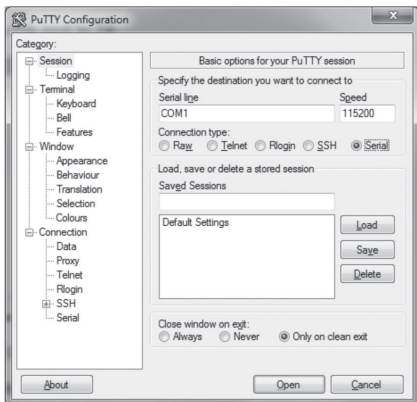 PuTTY Configuration
Category:
Session
Logging
Terminal
Keyboard
Bell
Features
Window
Appearance
Behaviour
Translation
Selection
Colours
Connection
Data
Proxy
Telnet
Rlogin
SSH
Serial
Basic options for your PuTTY session
Specify the destination you want to connect to
Serial line Speed
COM1 115200
Connection type:
Raw Telnet Rlogin SSH Serial
Load, save or delete a stored session
Saved Sessions
Default Settings
Load
Save
Delete
Close window on exit:
Always Never Only on clean exit
About Open Cancel